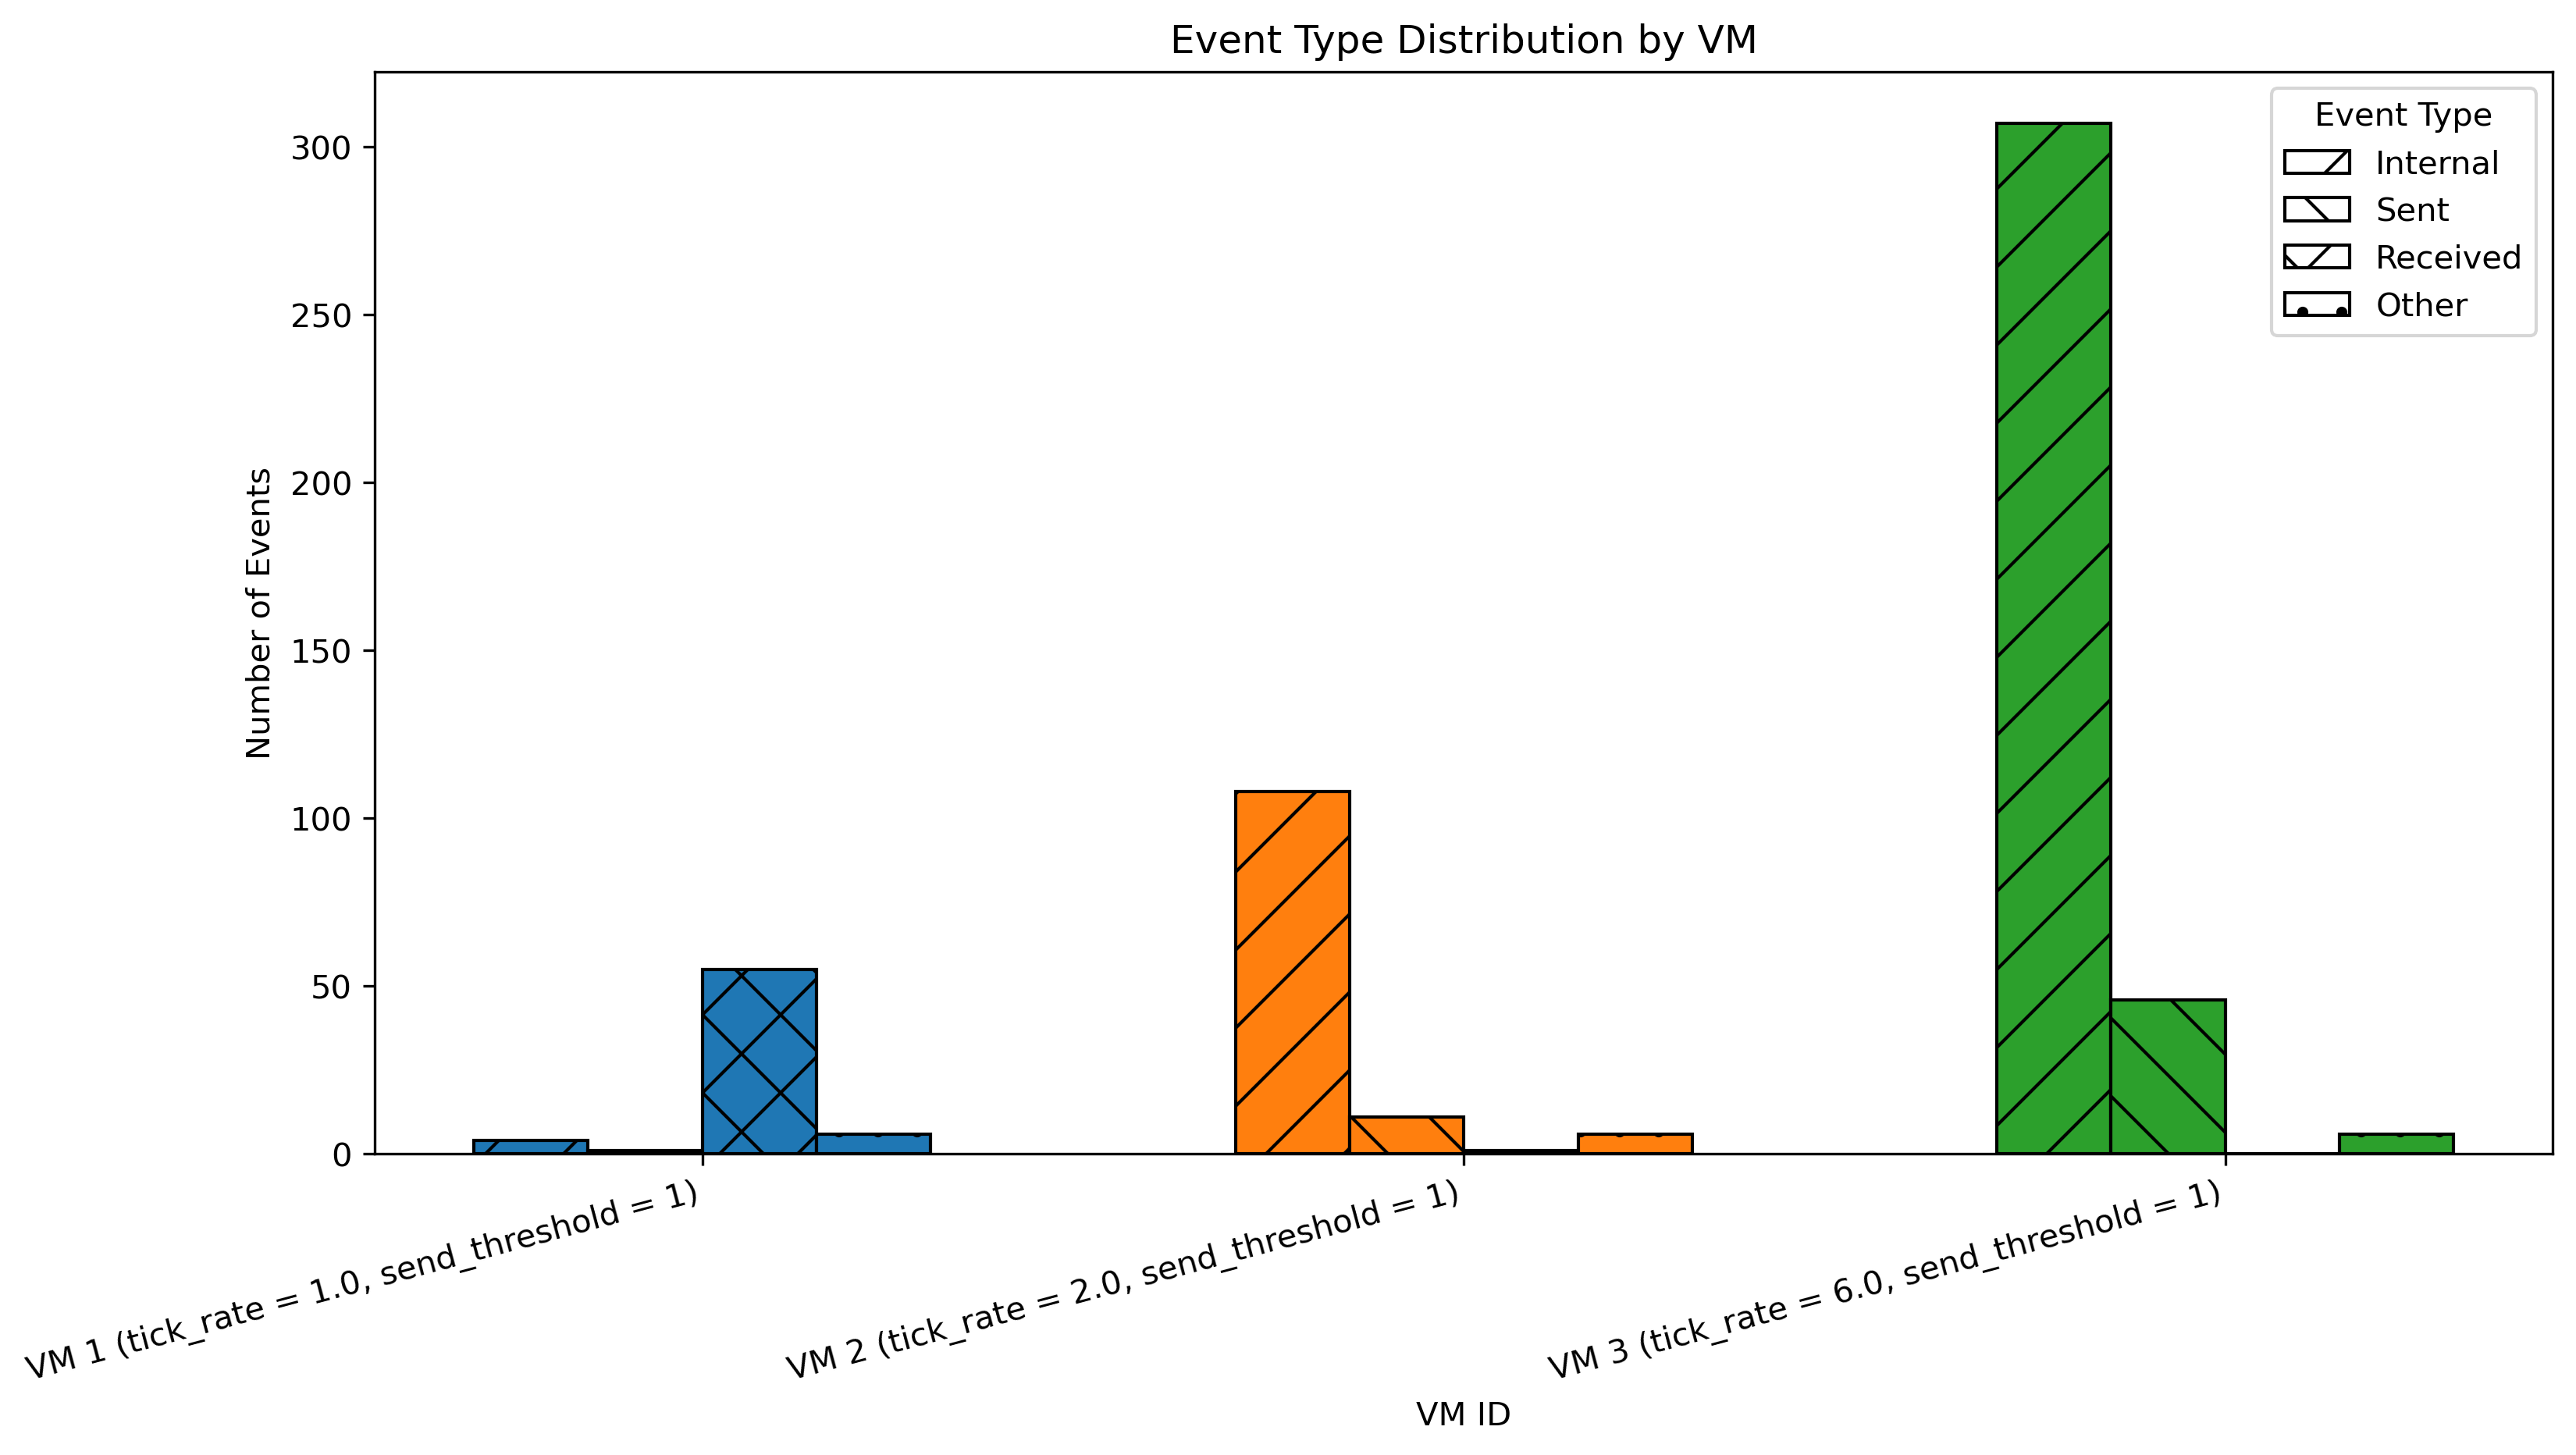 Event Type Distribution by VM
Number of Events
300
250
200
150
100
50
0
Event Type
Internal
Sent
Received
Other
VM 1 (tick_rate = 1.0, send_threshold = 1)
VM 2 (tick_rate = 2.0, send_threshold = 1)
VM 3 (tick_rate = 6.0, send_threshold = 1)
VM ID